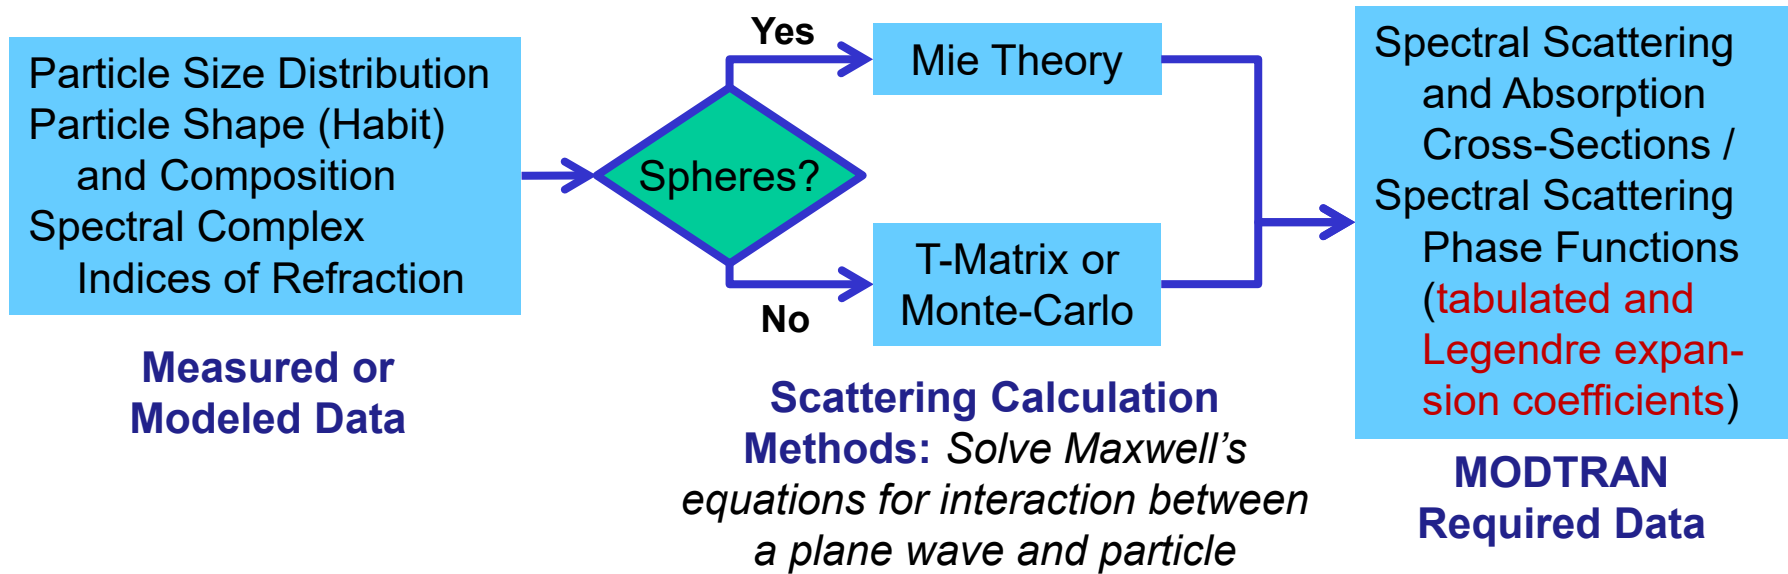 Particle Size Distribution
Particle Shape (Habit)
and Composition
Spectral Complex
Indices of Refraction
Measured or
Modeled Data
Spheres?
Yes
No
Mie Theory
T-Matrix or
Monte-Carlo
Scattering Calculation
Methods: Solve Maxwell’s
equations for interaction between
a plane wave and particle
Spectral Scattering
and Absorption
Cross-Sections /
Spectral Scattering
Phase Functions
(tabulated and
Legendre expan-
sion coefficients)
MODTRAN
Required Data